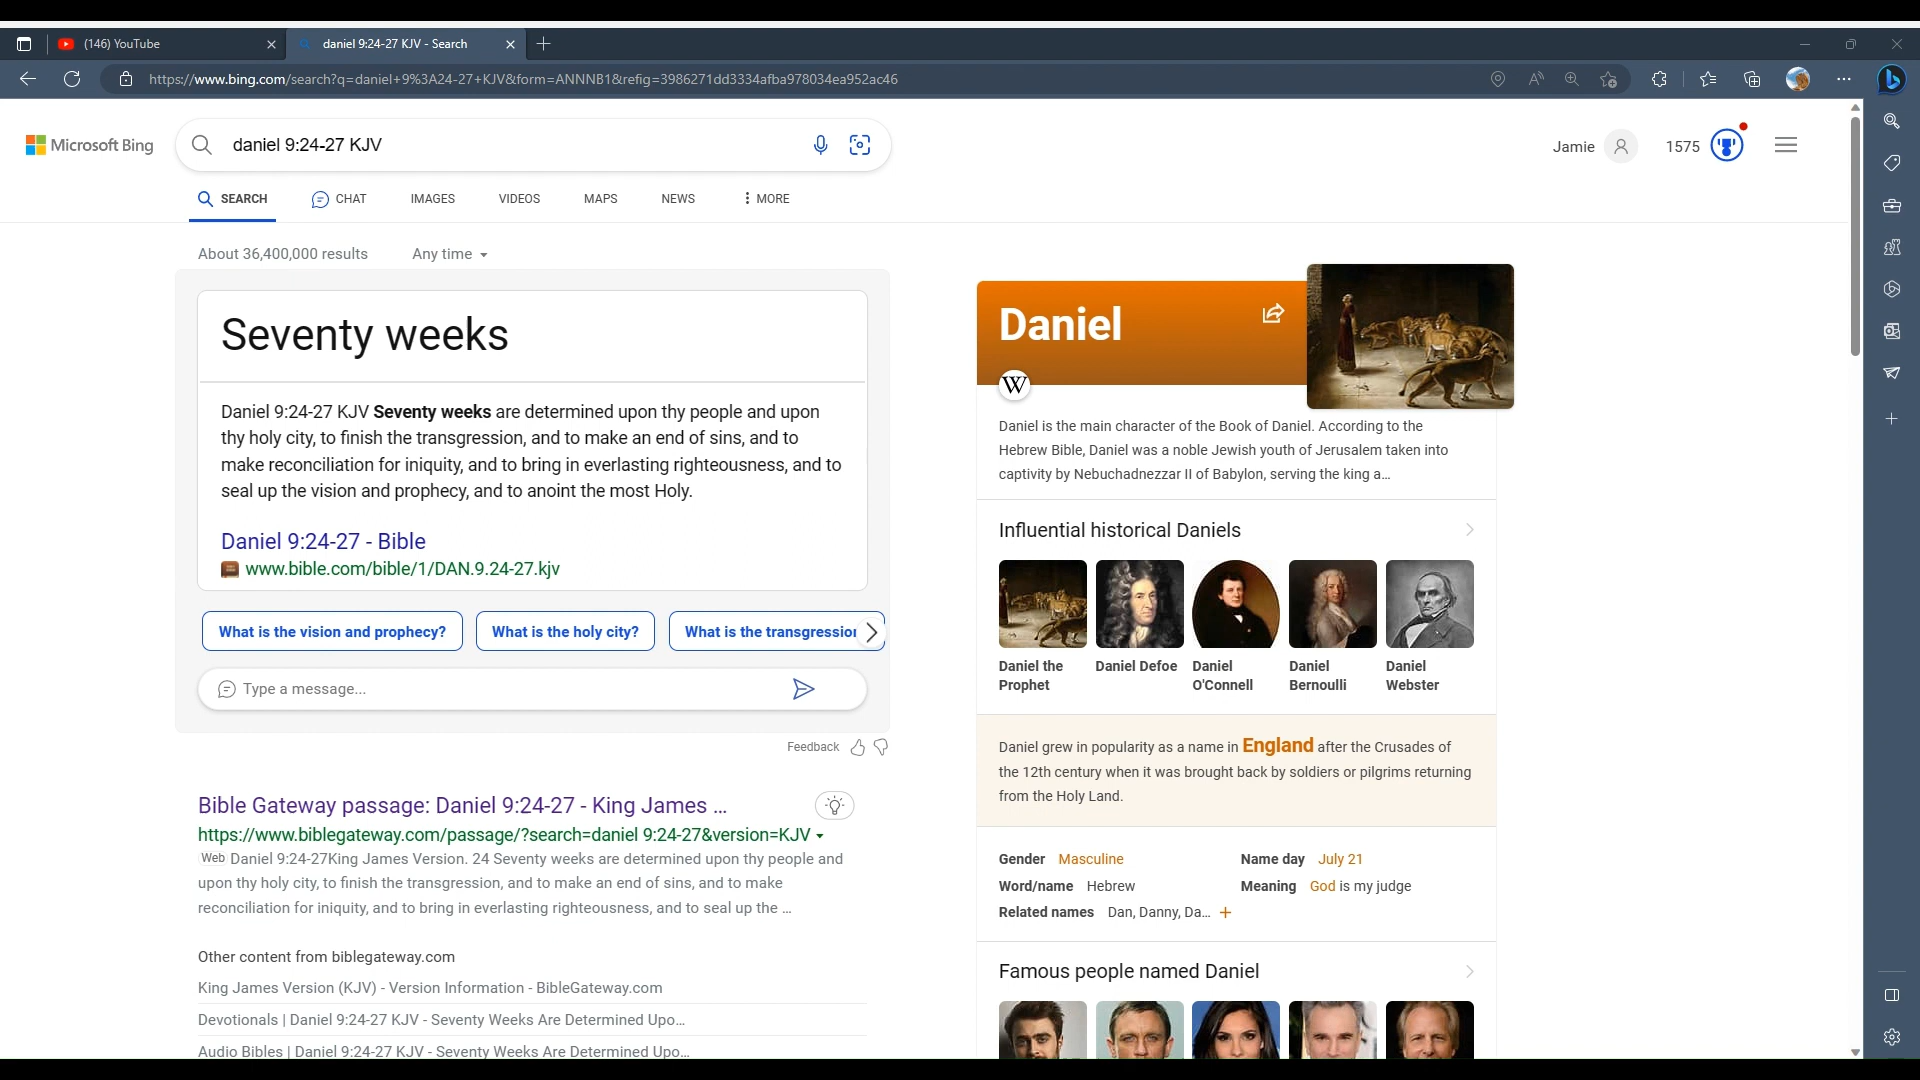 (146) YouTube
daniel 9:24-27 KJV - Search
https://www.bing.com/search?q=daniel+9%3A24-27+KJV&form=ANNNB1&refig=3986271dd3334afba978034ea952ac46
Microsoft Bing
daniel 9:24-27 KJV
Jamie
1575
SEARCH
CHAT
IMAGES
VIDEOS
MAPS
NEWS
MORE
About 36,400,000 results
Any time
Seventy weeks
Daniel 9:24-27 KJV Seventy weeks are determined upon thy people and upon
thy holy city, to finish the transgression, and to make an end of sins, and to
make reconciliation for iniquity, and to bring in everlasting righteousness, and to
seal up the vision and prophecy, and to anoint the most Holy.
Daniel 9:24-27 - Bible
www.bible.com/bible/1/DAN.9.24-27.kjv
What is the vision and prophecy?
What is the holy city?
What is the transgression
Type a message...
Feedback
Bible Gateway passage: Daniel 9:24-27 - King James ...
https://www.biblegateway.com/passage/?search=daniel 9:24-27&version=KJV
Web Daniel 9:24-27King James Version. 24 Seventy weeks are determined upon thy people and
upon thy holy city, to finish the transgression, and to make an end of sins, and to make
reconciliation for iniquity, and to bring in everlasting righteousness, and to seal up the ...
Other content from biblegateway.com
King James Version (KJV) - Version Information - BibleGateway.com
Devotionals | Daniel 9:24-27 KJV - Seventy Weeks Are Determined Upo...
Audio Bibles | Daniel 9:24-27 KJV - Seventy Weeks Are Determined Upo...
Daniel
W
Daniel is the main character of the Book of Daniel. According to the
Hebrew Bible, Daniel was a noble Jewish youth of Jerusalem taken into
captivity by Nebuchadnezzar II of Babylon, serving the king a...
Influential historical Daniels
Daniel the
Prophet
Daniel Defoe
Daniel
O'Connell
Daniel
Bernoulli
Daniel
Webster
Daniel grew in popularity as a name in England after the Crusades of
the 12th century when it was brought back by soldiers or pilgrims returning
from the Holy Land.
Gender Masculine
Name day July 21
Word/name Hebrew
Meaning God is my judge
Related names Dan, Danny, Da... +
Famous people named Daniel